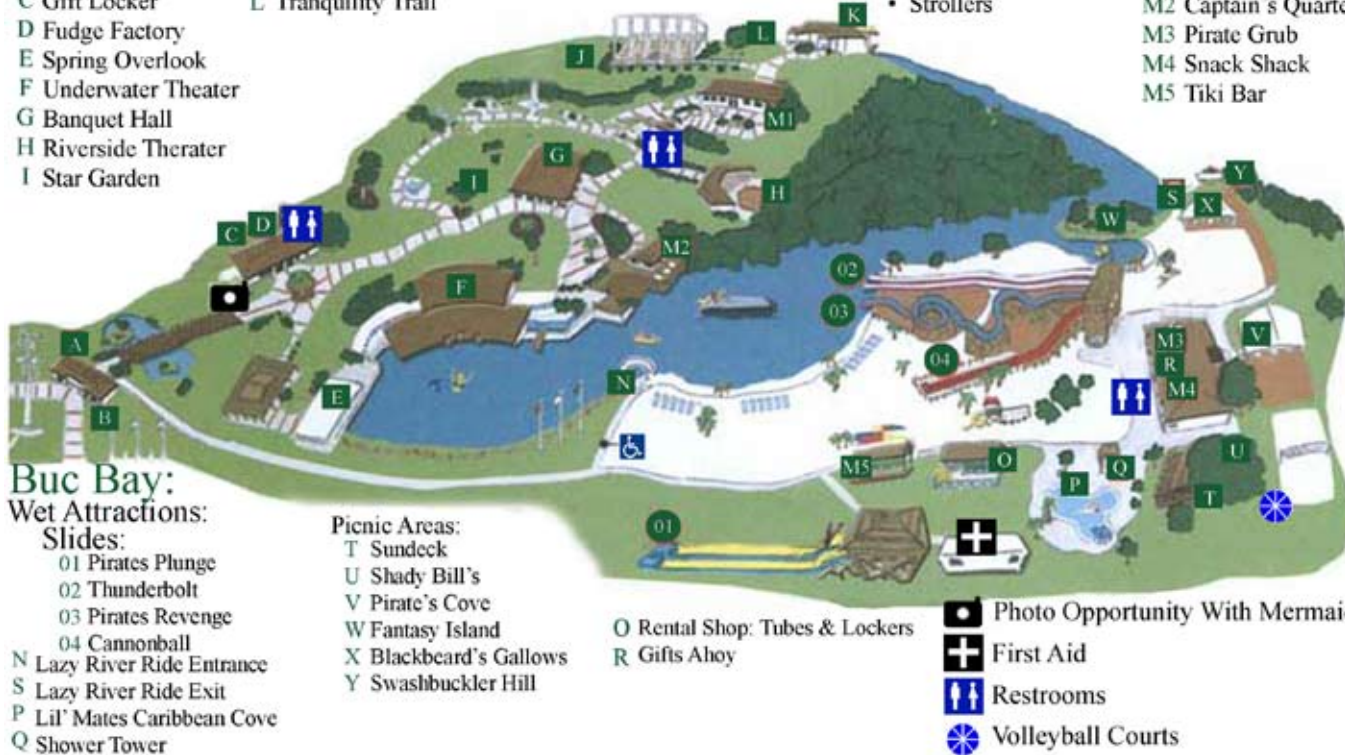 C Gift Locker
D Fudge Factory
E Spring Overlook
F Underwater Theater
G Banquet Hall
H Riverside Therater
I Star Garden
L Tranquility Trail
• Strollers
M2 Captain's
M3 Pirate Grub
M4 Snack Shack
M5 Tiki Bar
K
L
J
M1
G
I
H
C
D
M2
F
A
B
E
N
02
03
04
W
S
X
Y
M3
R
M4
V
M5
O
P
Q
U
T
01
Buc Bay:
Wet Attractions:
Slides:
01 Pirates Plunge
02 Thunderbolt
03 Pirates Revenge
04 Cannonball
N Lazy River Ride Entrance
S Lazy River Ride Exit
P Lil' Mates Caribbean Cove
Q Shower Tower
Picnic Areas:
T Sundeck
U Shady Bill's
V Pirate's Cove
W Fantasy Island
X Blackbeard's Gallows
Y Swashbuckler Hill
O Rental Shop: Tubes & Lockers
R Gifts Ahoy
Photo Opportunity With
First Aid
Restrooms
Volleyball Courts